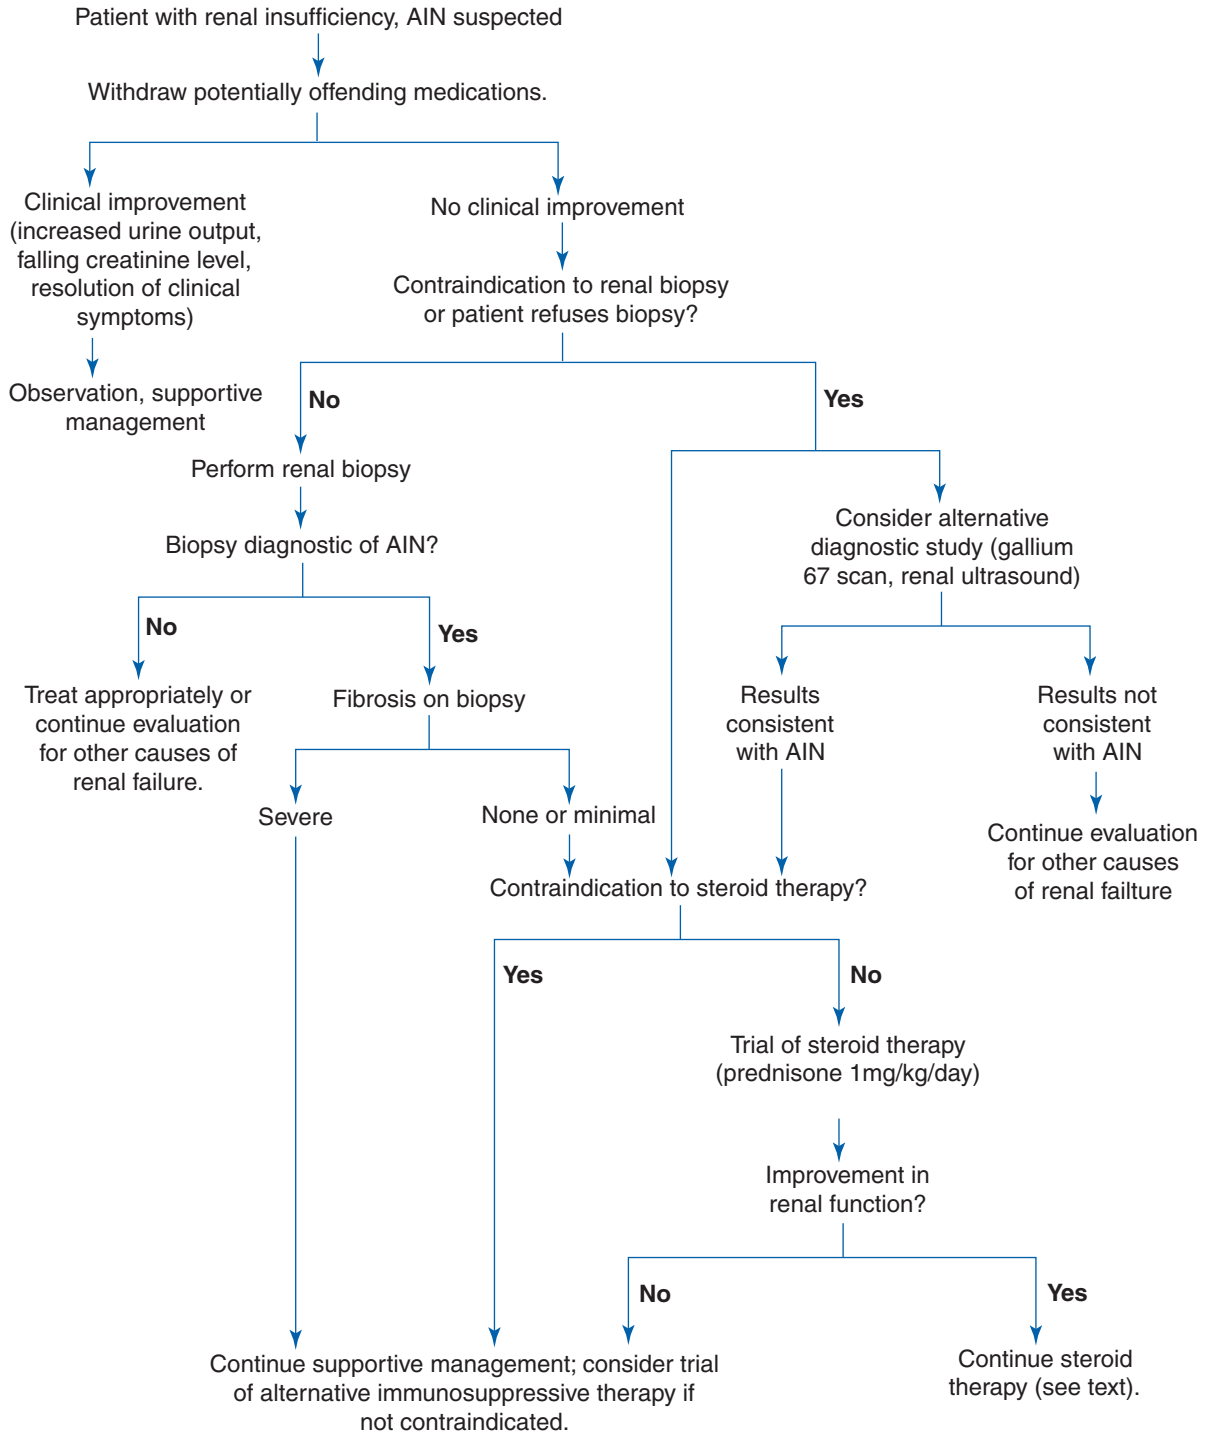 Patient with renal insufficiency, AIN suspected
Withdraw potentially offending medications.
Clinical improvement
(increased urine output,
falling creatinine level,
resolution of clinical
symptoms)
Observation, supportive
management
No clinical improvement
Contraindication to renal biopsy
or patient refuses biopsy?
No
Yes
Perform renal biopsy
Biopsy diagnostic of AIN?
No
Yes
Treat appropriately or
continue evaluation
for other causes of
renal failure.
Fibrosis on biopsy
Severe
None or minimal
Consider alternative
diagnostic study (gallium
67 scan, renal ultrasound)
Results
consistent
with AIN
Results not
consistent
with AIN
Continue evaluation
for other causes
of renal failture
Contraindication to steroid therapy?
Yes
No
Trial of steroid therapy
(prednisone 1mg/kg/day)
Improvement in
renal function?
No
Yes
Continue supportive management; consider trial
of alternative immunosuppressive therapy if
not contraindicated.
Continue steroid
therapy (see text).